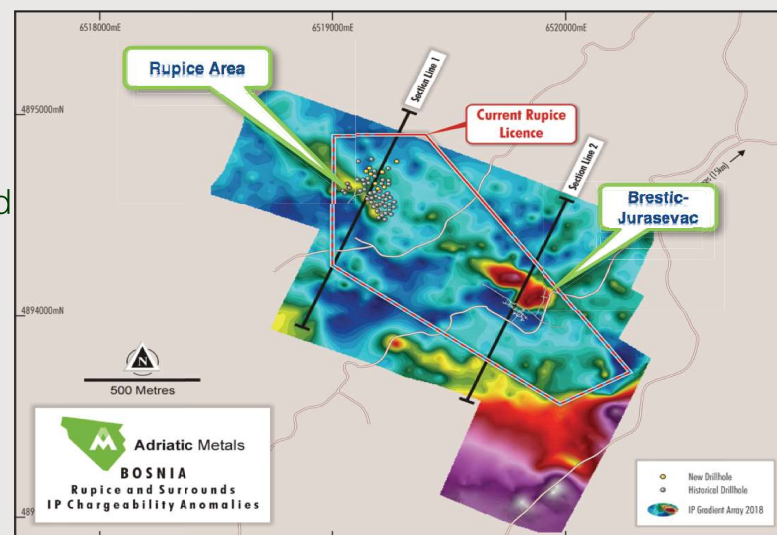 6518000mE
6519000mE
6520000mE
4895000mN
4894000mN
Rupice Area
Section Line 1
Current Rupice
Licence
Section Line 2
(15km)
Brestic-
Jurasevac
N
500 Metres
Adriatic Metals
BOSNIA
Rupice and Surrounds
IP Chargeability Anomalies
New Drillhole
Historical Drillhole
IP Gradient Array 2018